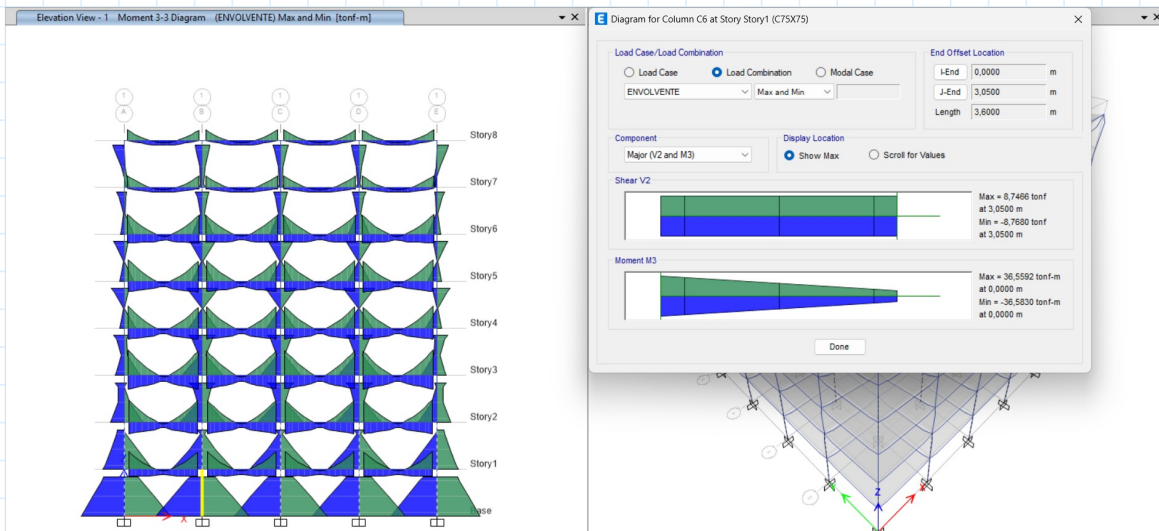 Elevation View - 1 Moment 3-3 Diagram (ENVOLVENTE) Max and Min [tonf-m]
1 1 1 1 1
A B C D E
Story8
Story7
Story6
Story5
Story4
Story3
Story2
Story1
Base
X
Diagram for Column C6 at Story Story1 (C75X75)
Load Case/Load Combination
Load Case Load Combination Modal Case
ENVOLVENTE Max and Min
End Offset Location
I-End 0,0000 m
J-End 3,0500 m
Length 3,6000 m
Component
Major (V2 and M3)
Display Location
Show Max Scroll for Values
Shear V2
Max = 8,7466 tonf
at 3,0500 m
Min = -8,7680 tonf
at 3,0500 m
Moment M3
Max = 36,5592 tonf-m
at 0,0000 m
Min = -36,5830 tonf-m
at 0,0000 m
Done
Z